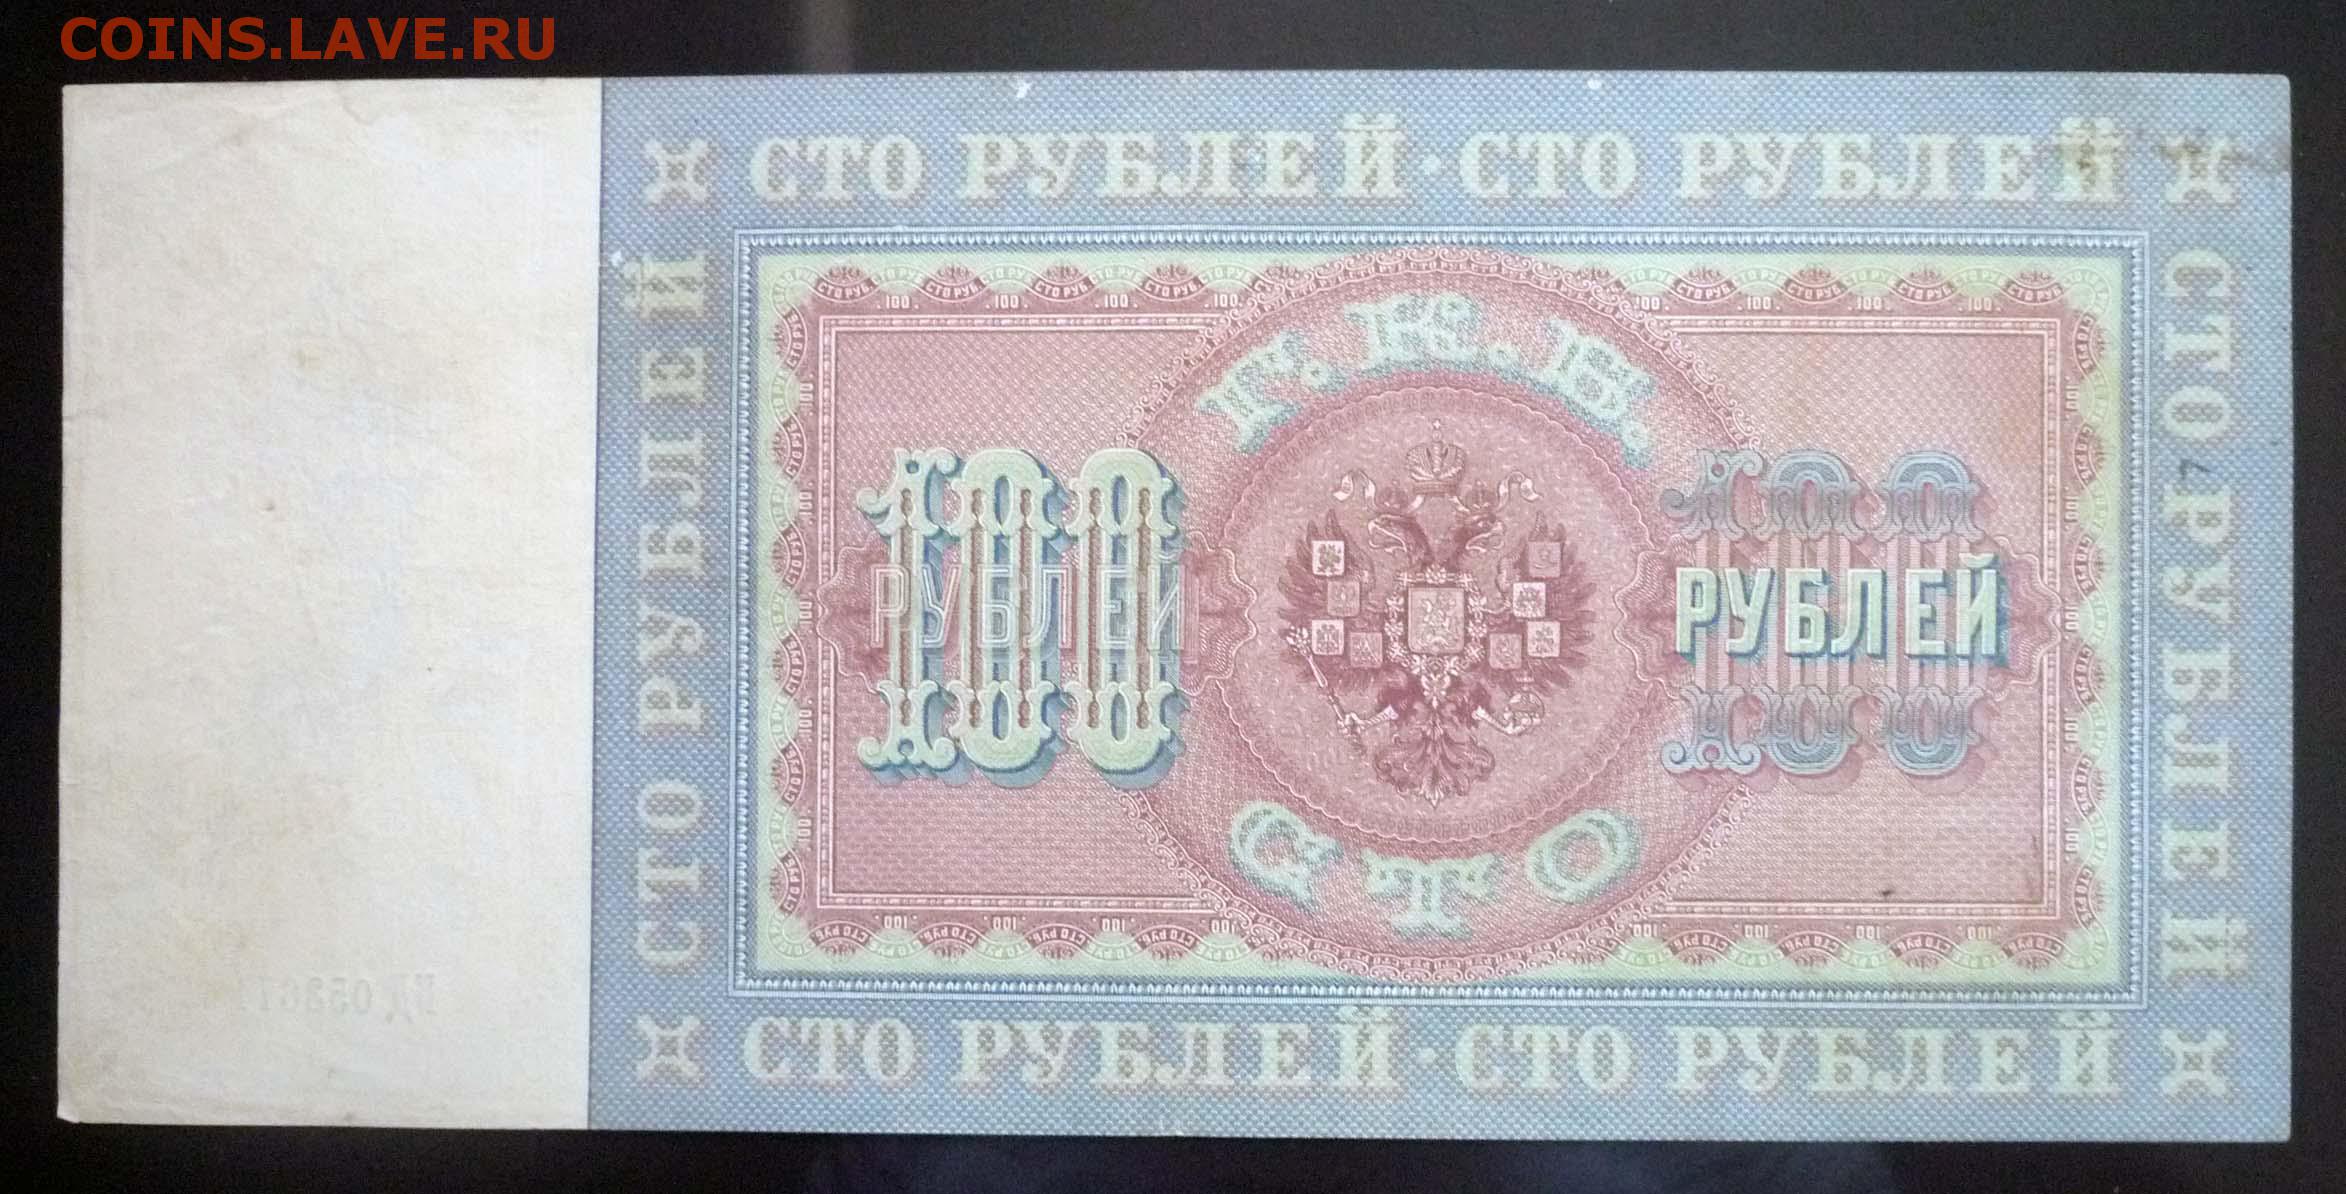 COINS.LAVE.RU
СТО РУБЛЕЙ · СТО РУБЛЕЙ
СТО РУБЛЕЙ
СТО РУБЛЕЙ
Г. К. Б.
100
РУБЛЕЙ
100
РУБЛЕЙ
СТО
СТО РУБЛЕЙ · СТО РУБЛЕЙ